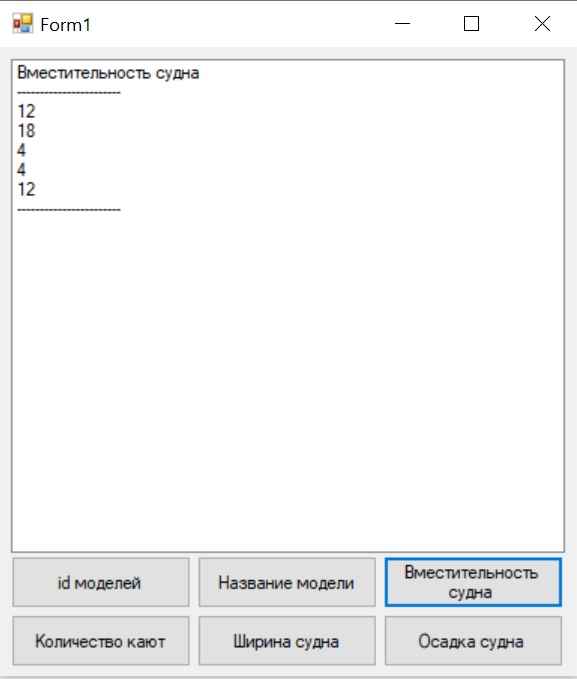 Form1
Вместительность судна
-----------------------
12
18
4
4
12
-----------------------
id моделей
Название модели
Вместительность
судна
Количество кают
Ширина судна
Осадка судна